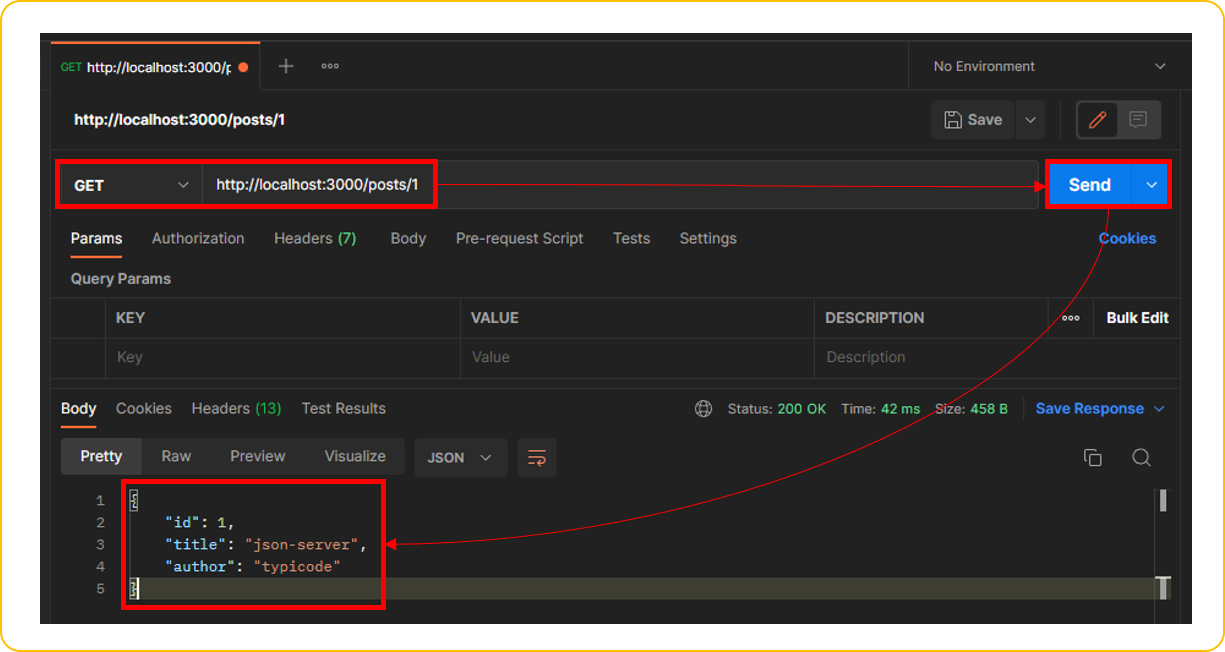 GET http://localhost:3000/p No Environment
http://localhost:3000/posts/1 Save
GET http://localhost:3000/posts/1 Send
Params Authorization Headers (7) Body Pre-request Script Tests Settings Cookies
Query Params
KEY VALUE DESCRIPTION Bulk Edit
Key Value Description
Body Cookies Headers (13) Test Results Status: 200 OK Time: 42 ms Size: 458 B Save Response
Pretty Raw Preview Visualize JSON
1 {
2 "id": 1,
3 "title": "json-server",
4 "author": "typicode"
5 }